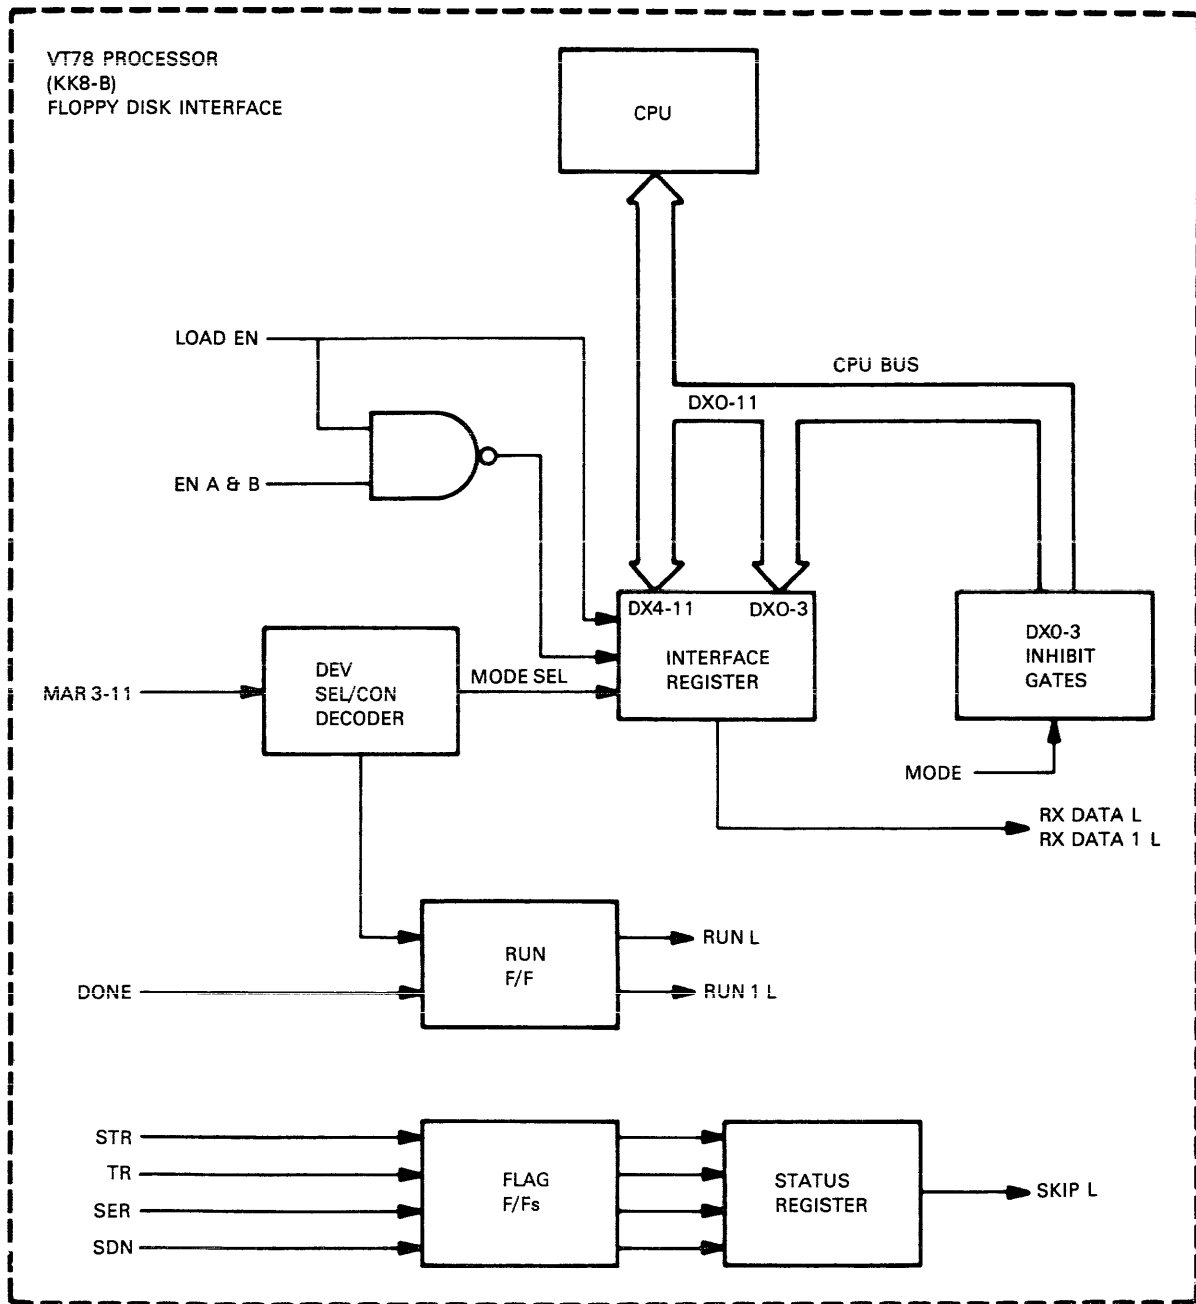 VT78 PROCESSOR
(KK8-B)
FLOPPY DISK INTERFACE
CPU
LOAD EN
CPU BUS
DX0-11
EN A & B
DX4-11
DX0-3
INTERFACE
REGISTER
DX0-3
INHIBIT
GATES
DEV
SEL/CON
DECODER
MODE SEL
MAR 3-11
MODE
RX DATA L
RX DATA 1 L
RUN
F/F
RUN L
DONE
RUN 1 L
STR
TR
SER
SDN
FLAG
F/Fs
STATUS
REGISTER
SKIP L